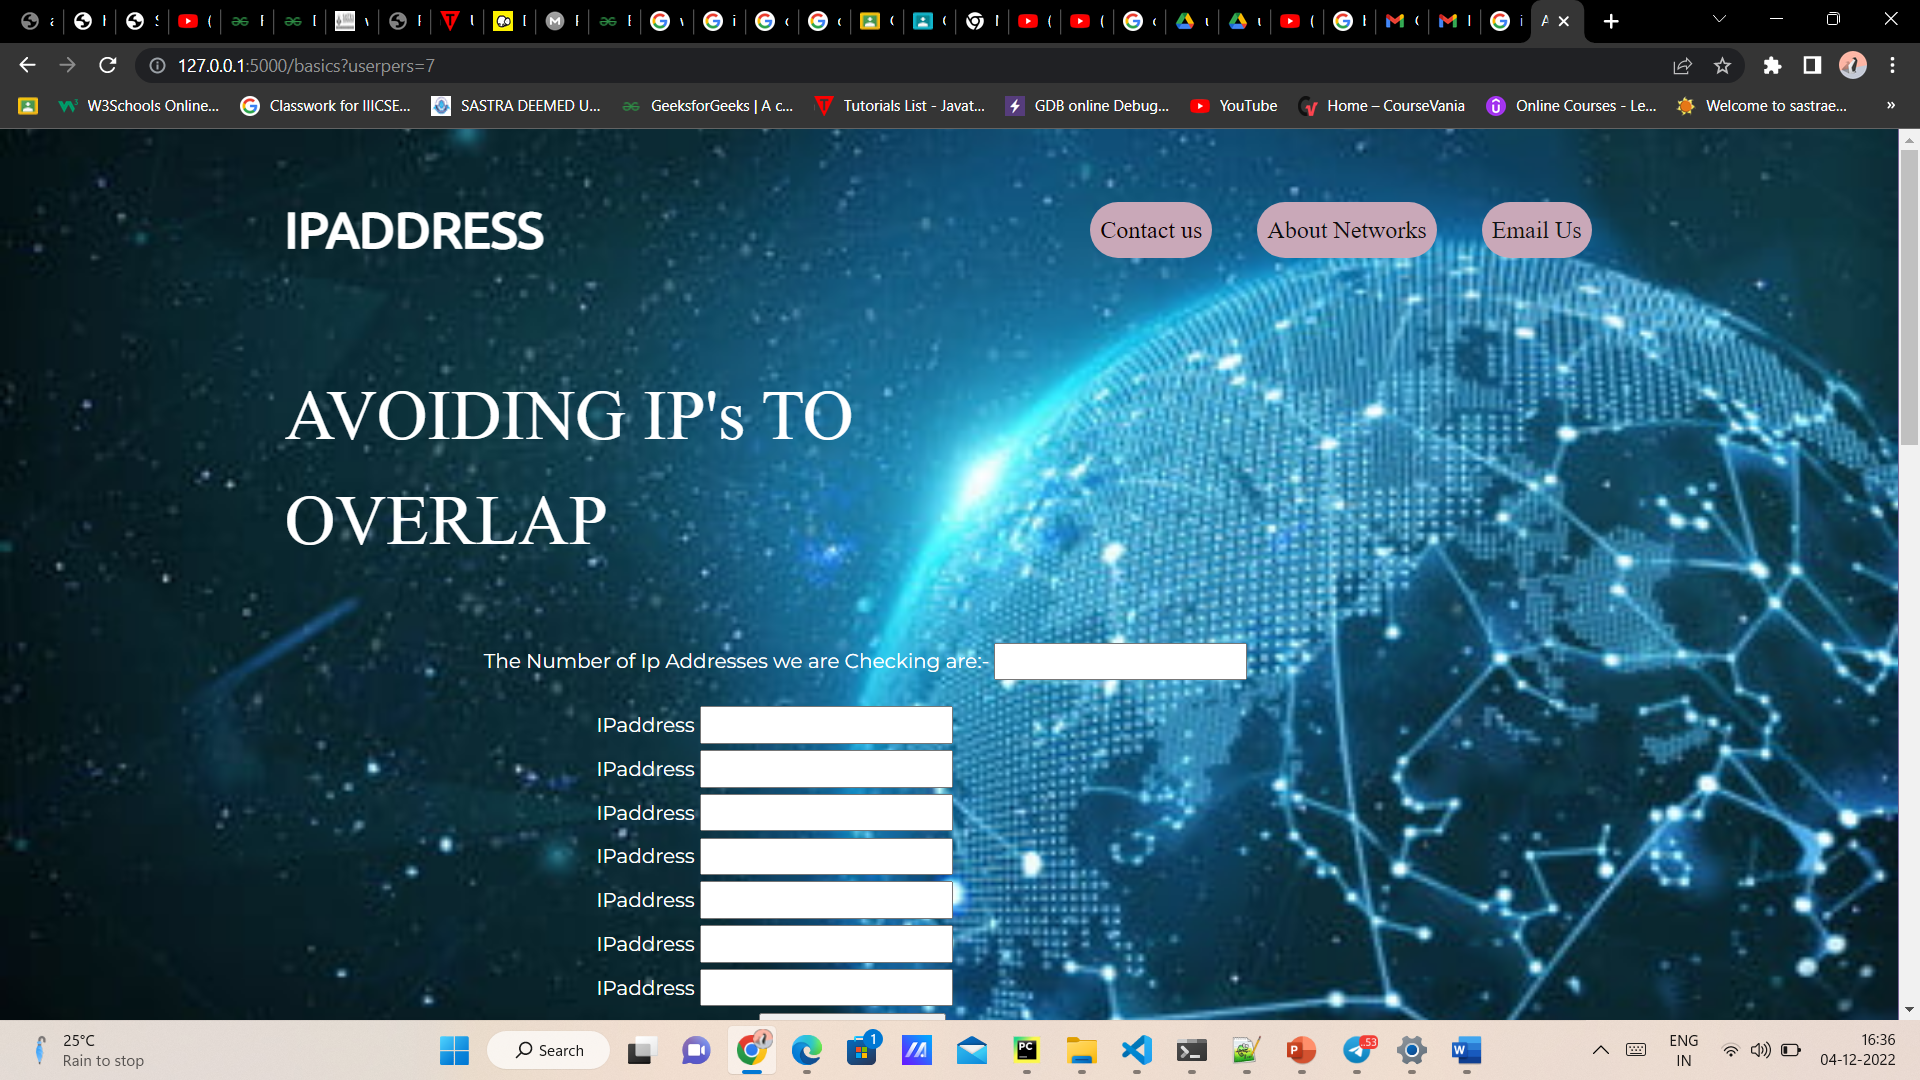 127.0.0.1:5000/basics?userpers=7
W3Schools Online...
Classwork for IIICSE...
SASTRA DEEMED U...
GeeksforGeeks | A c...
Tutorials List - Javat...
GDB online Debug...
YouTube
Home – CourseVania
Online Courses - Le...
Welcome to sastrae...
»
IPADDRESS
Contact us
About Networks
Email Us
AVOIDING IP's TO
OVERLAP
The Number of Ip Addresses we are Checking are:-
IPaddress
IPaddress
IPaddress
IPaddress
IPaddress
IPaddress
IPaddress
25°C
Rain to stop
Search
1
PC
P
53
W
ENG
IN
16:36
04-12-2022